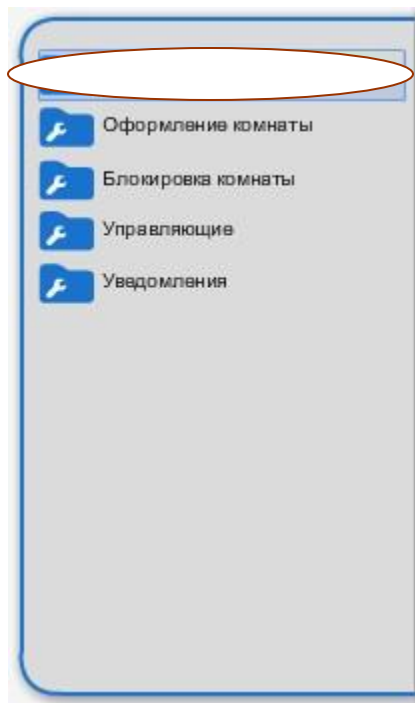 Оформление комнаты
Блокировка комнаты
Управляющие
Уведомления